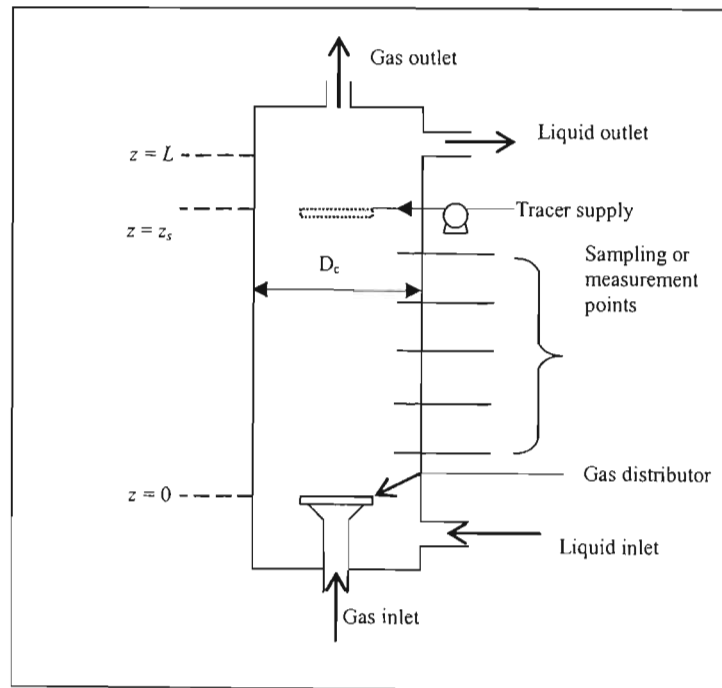 Gas outlet
Liquid outlet
z = L
Tracer supply
z = z_s
Sampling or
measurement
points
D_c
Gas distributor
z = 0
Liquid inlet
Gas inlet